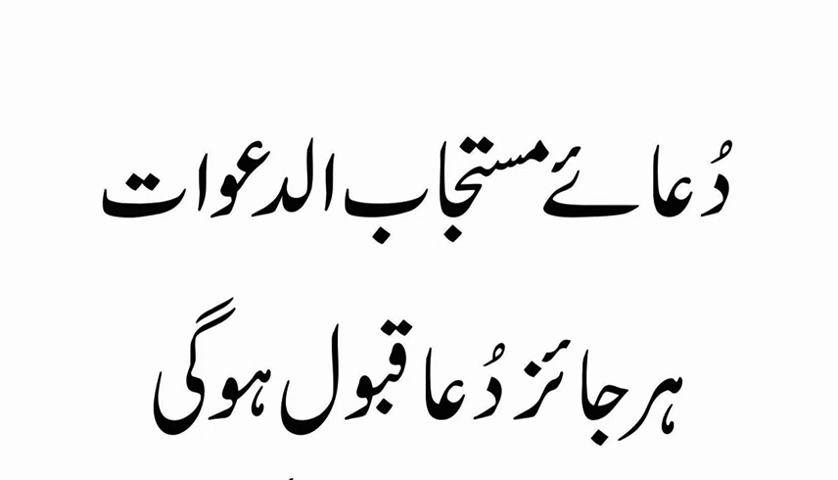 دُعائے مستجاب الدعوات
ہر جائز دُعا قبول ہوگی